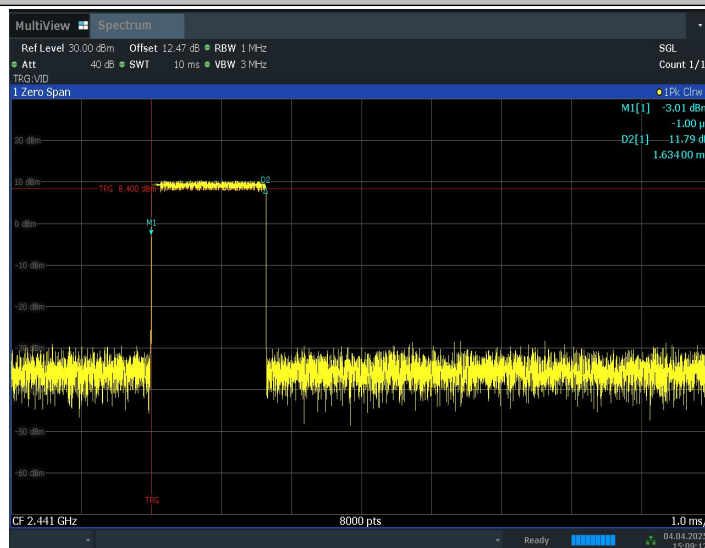 MultiView Spectrum
Ref Level 30.00 dBm Offset 12.47 dB RBW 1 MHz SGL
Att 40 dB SWT 10 ms VBW 3 MHz Count 1/1
TRG:VID
1 Zero Span 1Pk Clrw
M1[1] -3.01 dBm
-1.00 µ
20 dBm D2[1] 11.79 d
1.63400 m
10 dBm D2
TRG 8.400 dBm
0 dBm M1
-10 dBm
-20 dBm
-30 dBm
-50 dBm
-60 dBm
TRG
CF 2.441 GHz 8000 pts 1.0 ms/
Ready 04.04.2025